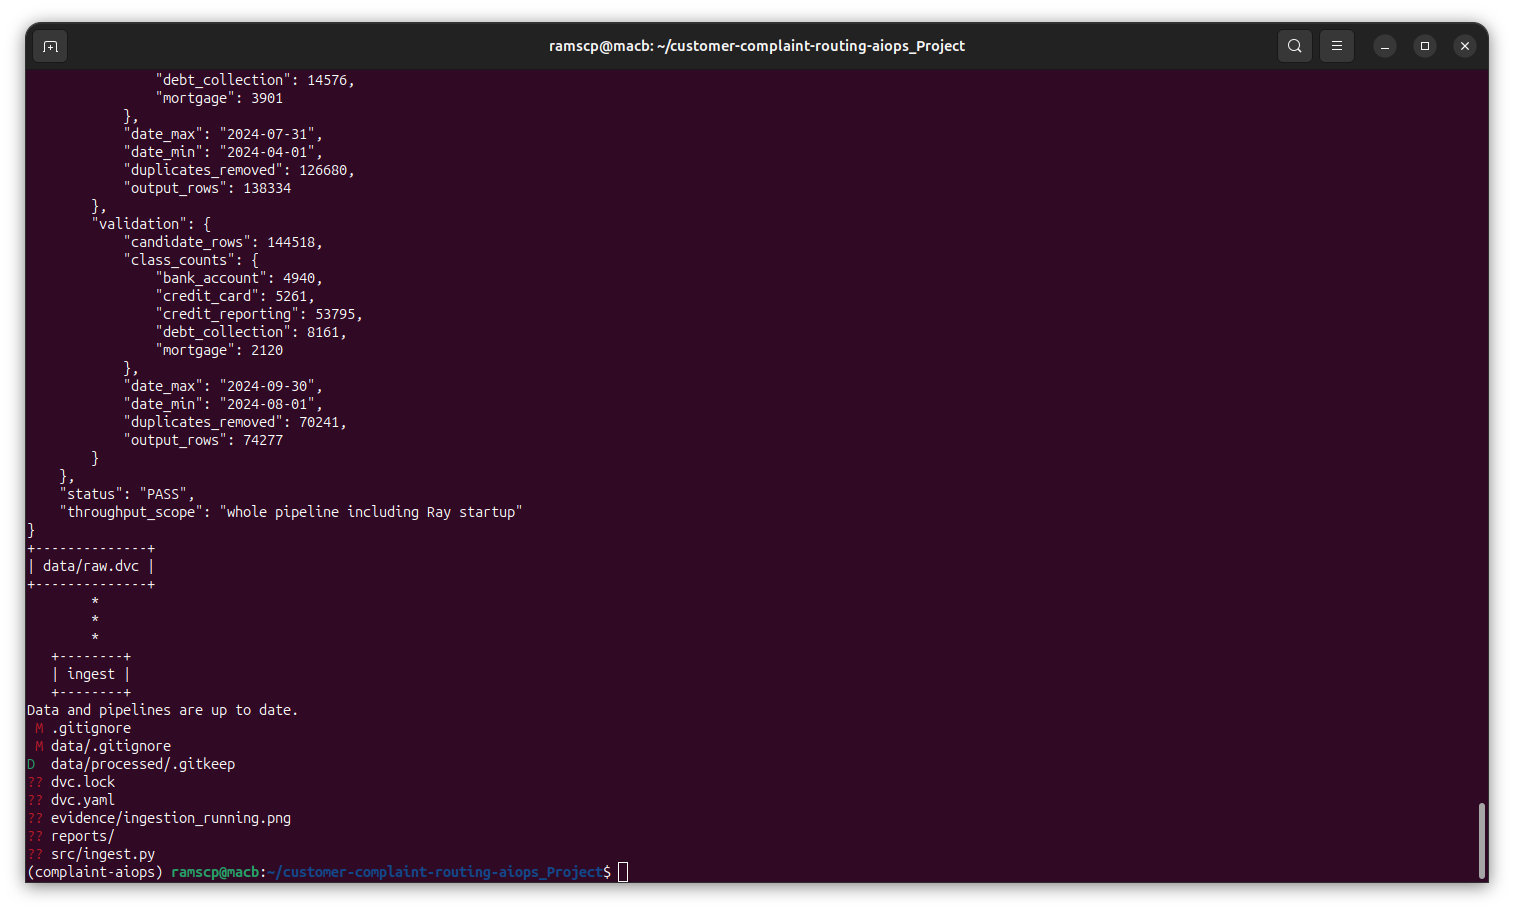 ramscp@macb: ~/customer-complaint-routing-aiops_Project
"debt_collection": 14576,
"mortgage": 3901
},
"date_max": "2024-07-31",
"date_min": "2024-04-01",
"duplicates_removed": 126680,
"output_rows": 138334
},
"validation": {
"candidate_rows": 144518,
"class_counts": {
"bank_account": 4940,
"credit_card": 5261,
"credit_reporting": 53795,
"debt_collection": 8161,
"mortgage": 2120
},
"date_max": "2024-09-30",
"date_min": "2024-08-01",
"duplicates_removed": 70241,
"output_rows": 74277
}
},
"status": "PASS",
"throughput_scope": "whole pipeline including Ray startup"
}
+--------------+
| data/raw.dvc |
+--------------+
*
*
*
+--------+
| ingest |
+--------+
Data and pipelines are up to date.
M .gitignore
M data/.gitignore
D  data/processed/.gitkeep
?? dvc.lock
?? dvc.yaml
?? evidence/ingestion_running.png
?? reports/
?? src/ingest.py
(complaint-aiops) ramscp@macb:~/customer-complaint-routing-aiops_Project$